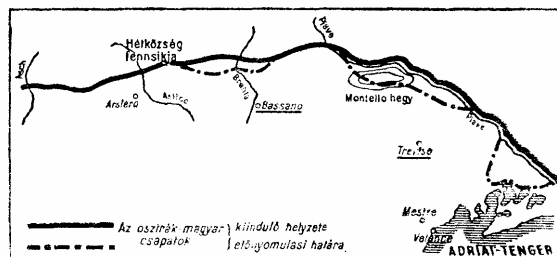 Piave
Hétközség
fennsíkja
Asch
Arsiero
Astico
Brenta
Bassano
Montello hegy
Piave
Treviso
Mestre
Velence
ADRIAI-TENGER
Az osztrák-magyar
csapatok
kiinduló helyzete
előnyomulási határa